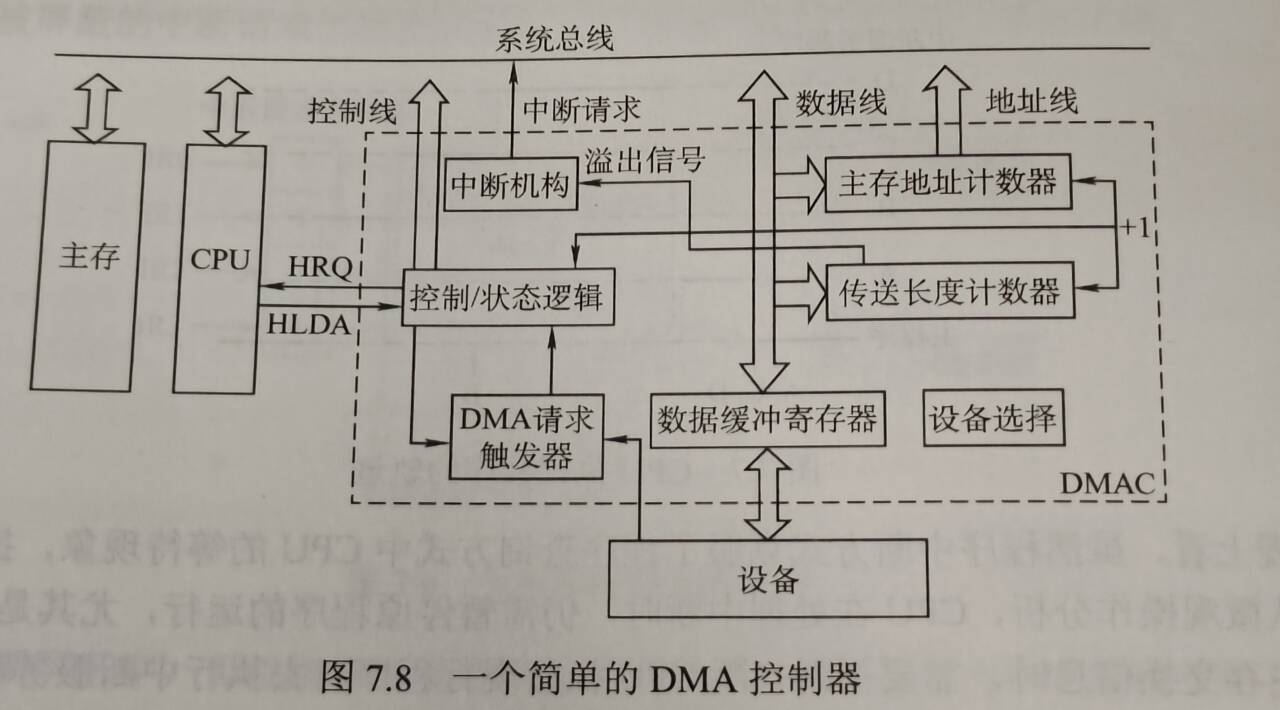 系统总线
控制线
中断请求
数据线
地址线
溢出信号
中断机构
主存地址计数器
主存
CPU
HRQ
HLDA
控制/状态逻辑
+1
传送长度计数器
DMA请求
触发器
数据缓冲寄存器
设备选择
DMAC
设备
图 7.8 一个简单的 DMA 控制器